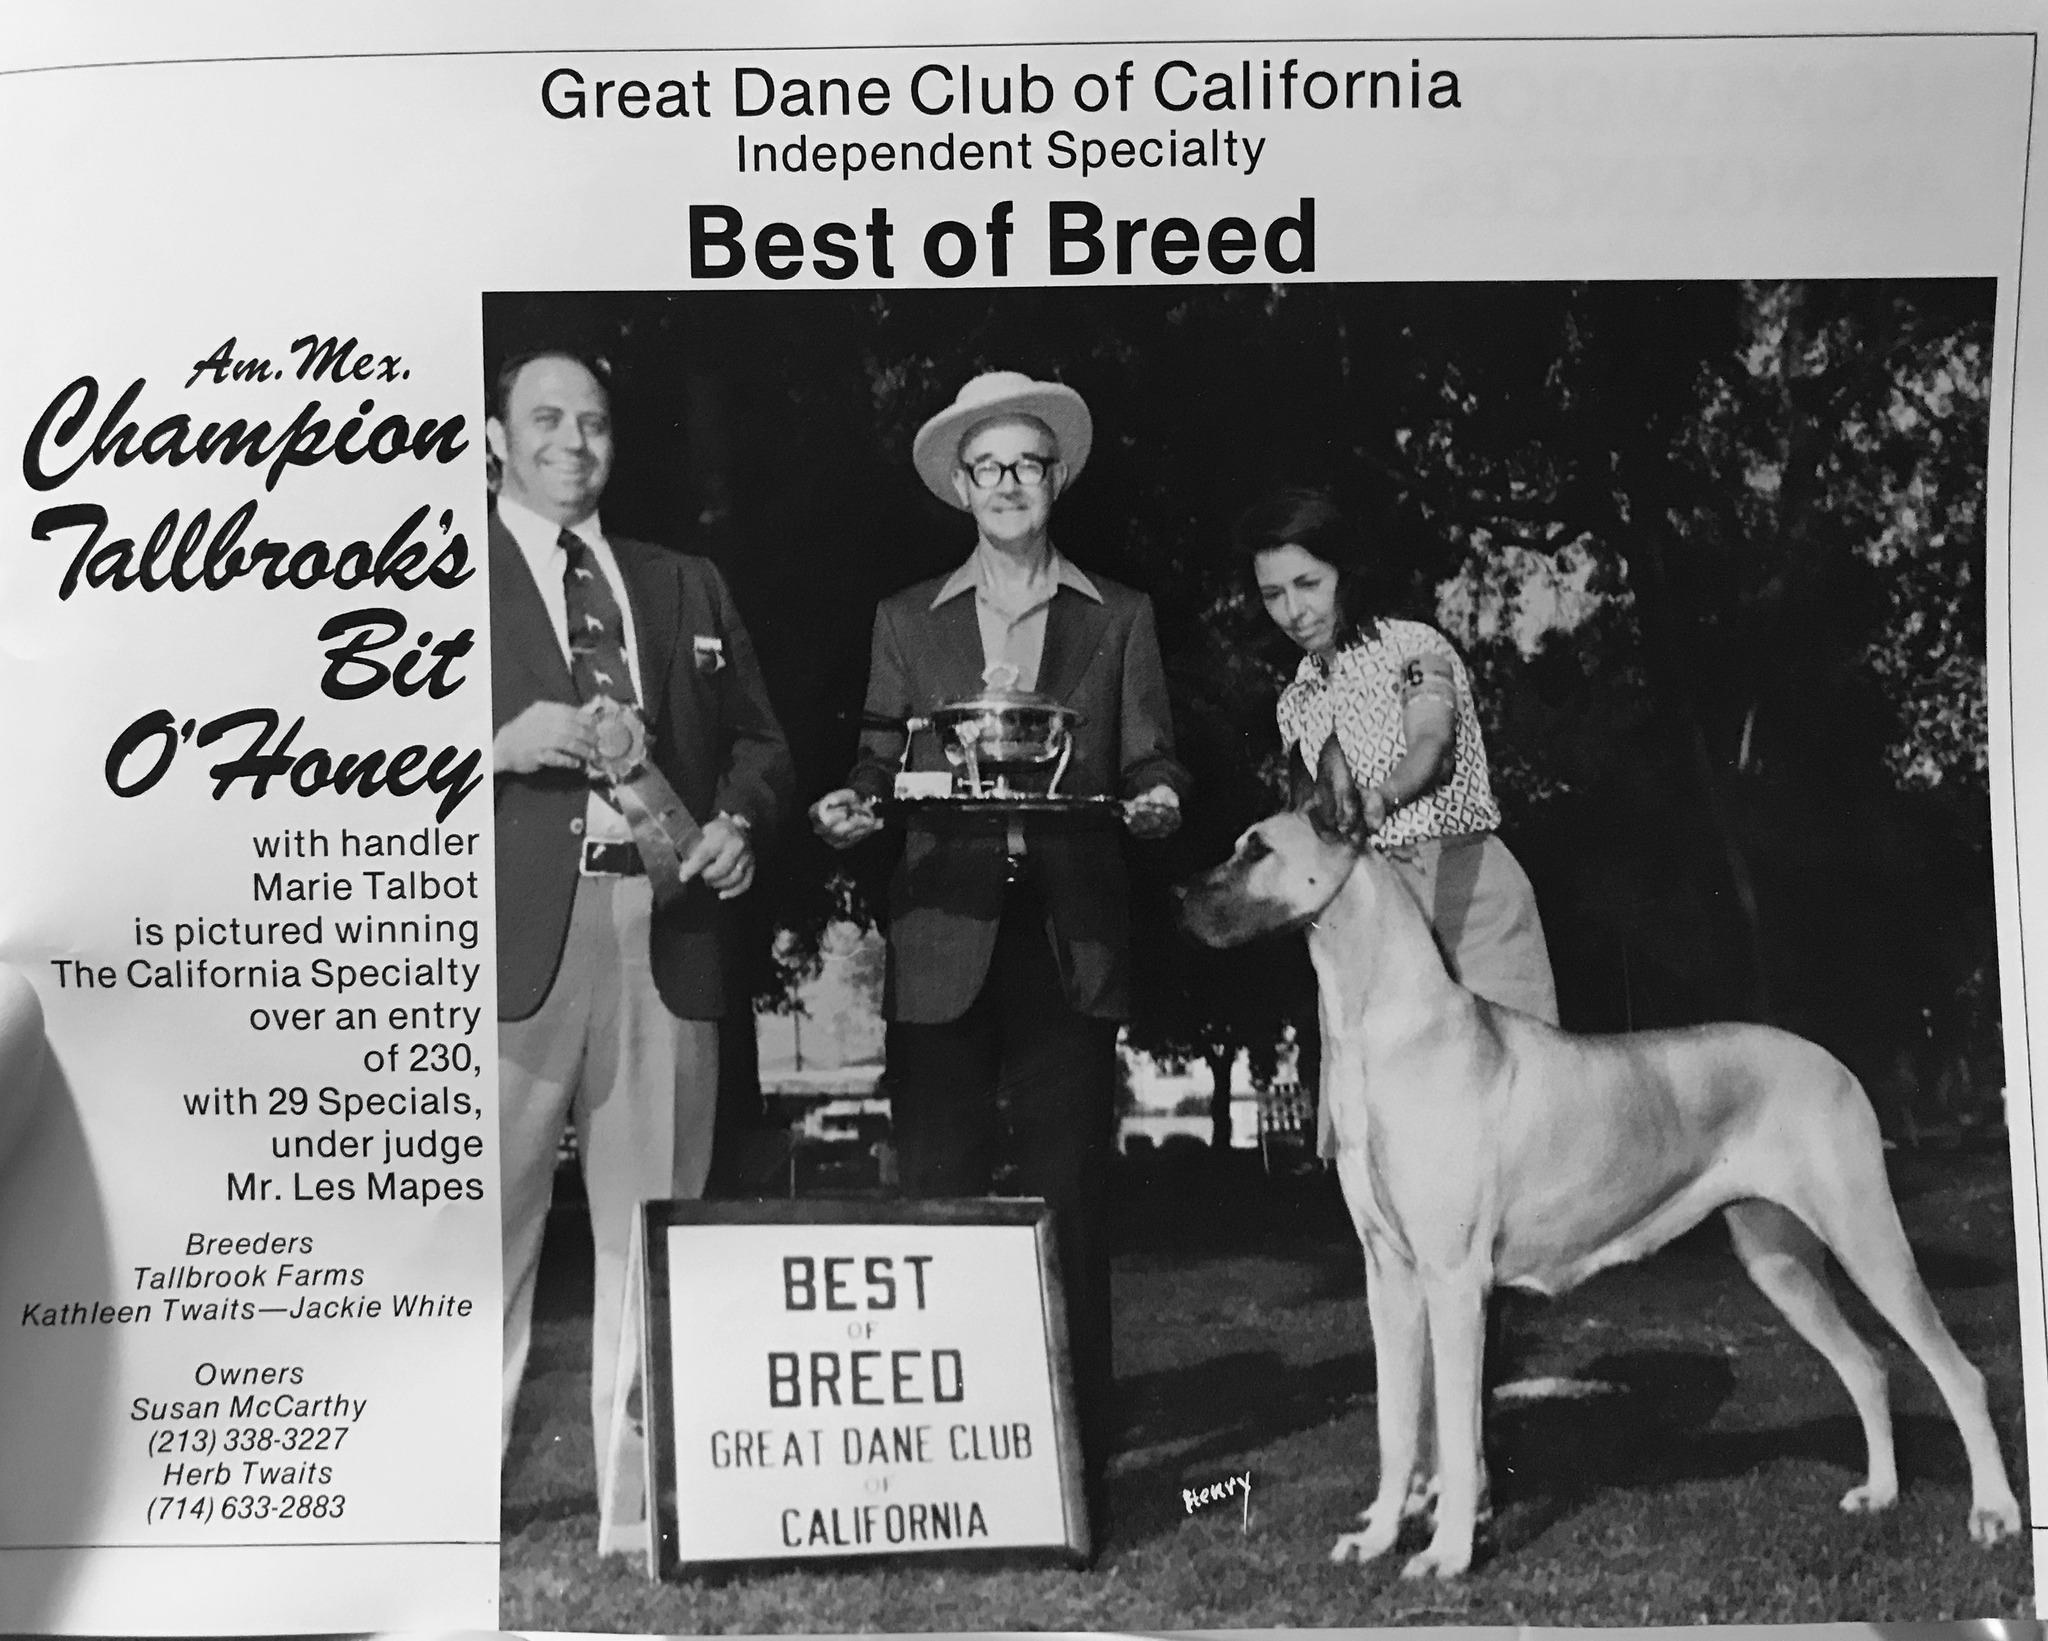 Great Dane Club of California
Independent Specialty
Best of Breed
Am. Mex.
Champion
Tallbrook's
Bit
O'Honey
with handler
Marie Talbot
is pictured winning
The California Specialty
over an entry
of 230,
with 29 Specials,
under judge
Mr. Les Mapes
Breeders
Tallbrook Farms
Kathleen Twaits—Jackie White
Owners
Susan McCarthy
(213) 338-3227
Herb Twaits
(714) 633-2883
6
BEST
OF
BREED
GREAT DANE CLUB
OF
CALIFORNIA
Henry